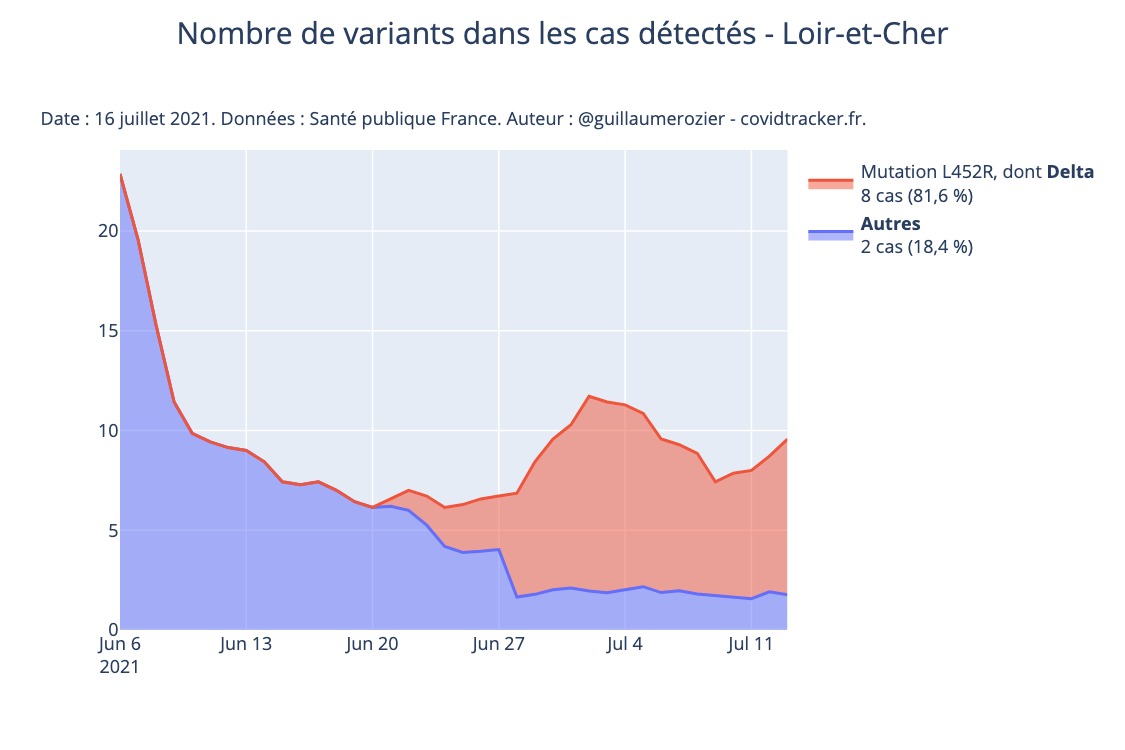 Nombre de variants dans les cas détectés - Loir-et-Cher
Date : 16 juillet 2021. Données : Santé publique France. Auteur : @guillaumerozier - covidtracker.fr.
Mutation L452R, dont Delta
8 cas (81,6 %)
Autres
2 cas (18,4 %)
20
15
10
5
0
Jun 6
2021
Jun 13
Jun 20
Jun 27
Jul 4
Jul 11